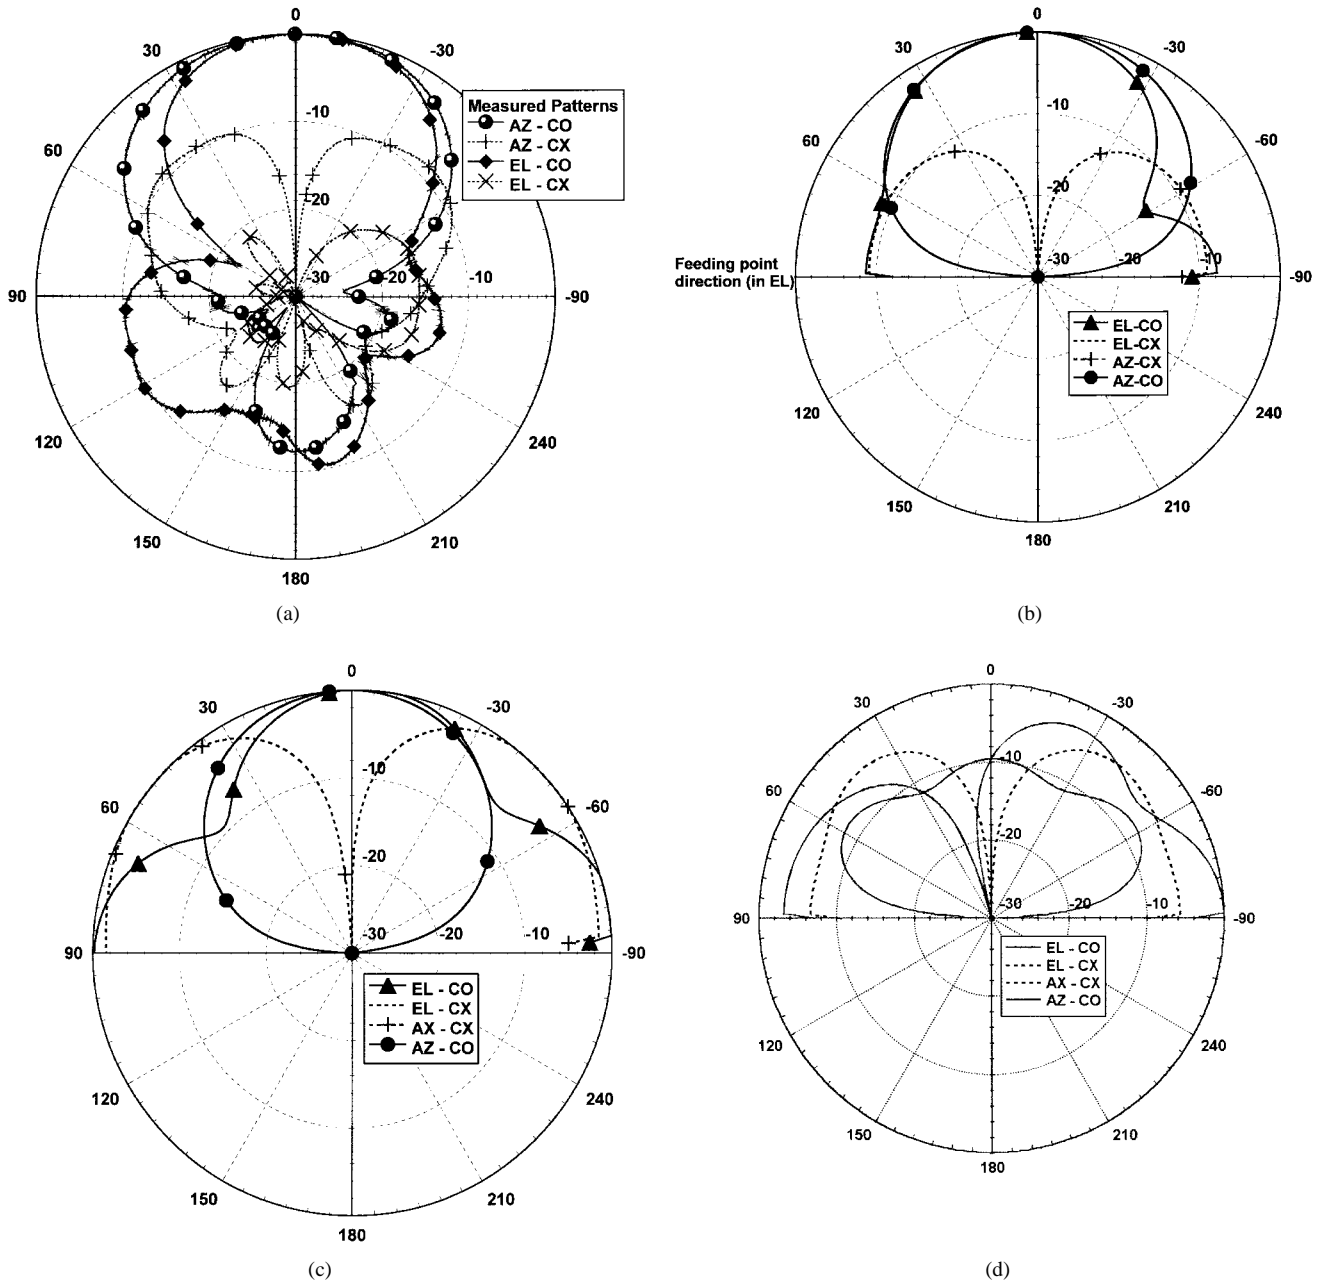 0
30
-30
-10
Measured Patterns
AZ - CO
AZ - CX
EL - CO
EL - CX
60
-20
-30
-20
-10
90
-90
120
240
150
210
180
(a)
0
30
-30
-10
60
-60
-20
Feeding point
direction (in EL)
-30
-20
-10
-90
EL-CO
EL-CX
AZ-CX
AZ-CO
120
240
150
210
180
(b)
0
30
-30
-10
60
-60
-20
-30
-20
-10
90
-90
EL - CO
EL - CX
AX - CX
AZ - CO
120
240
150
210
180
(c)
0
30
-30
-10
60
-60
-20
-30
-20
-10
90
-90
EL - CO
EL - CX
AX - CX
AZ - CO
120
240
150
210
180
(d)